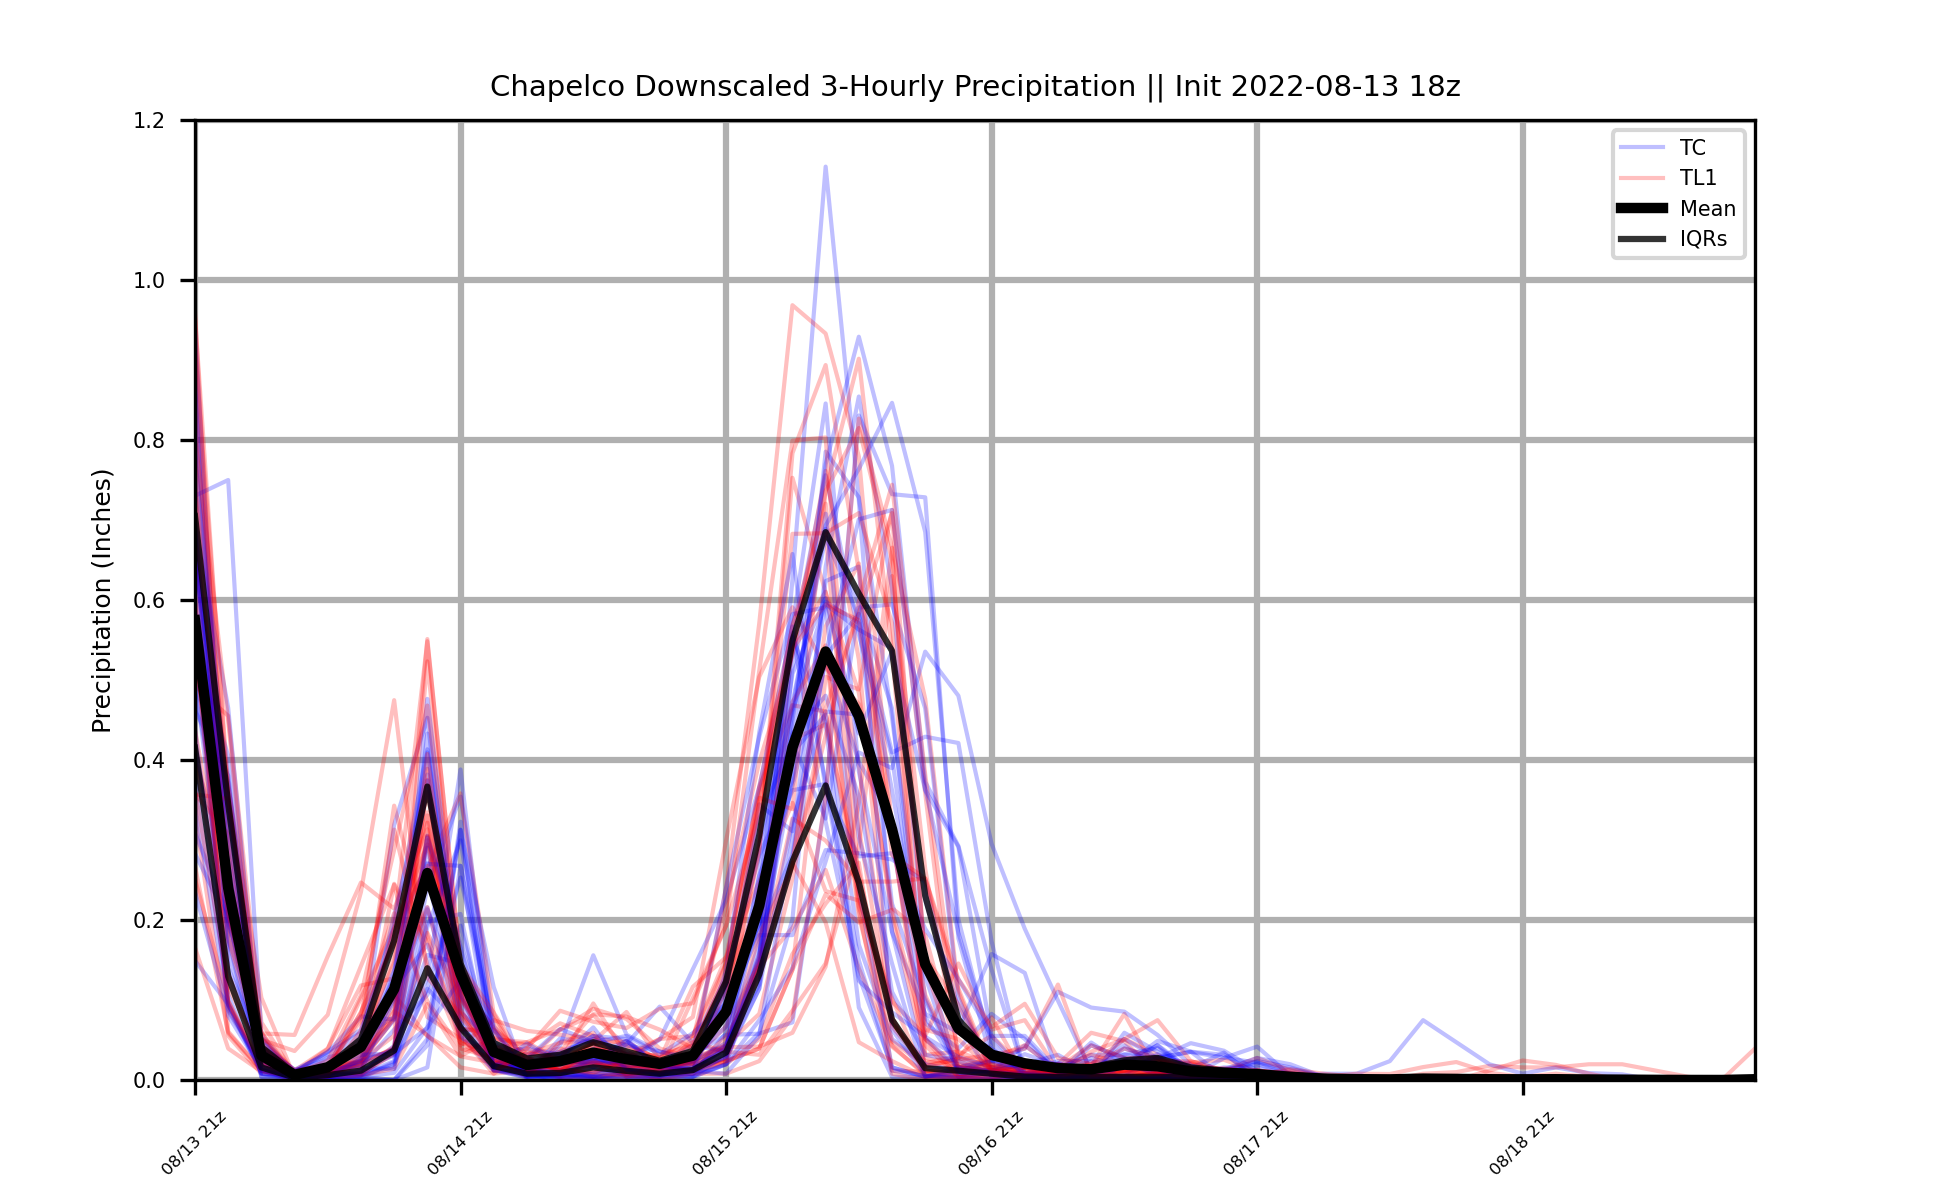 Chapelco Downscaled 3-Hourly Precipitation || Init 2022-08-13 18z
TC
TL1
Mean
IQRs
Precipitation (Inches)
1.2
1.0
0.8
0.6
0.4
0.2
0.0
08/13 21z
08/14 21z
08/15 21z
08/16 21z
08/17 21z
08/18 21z